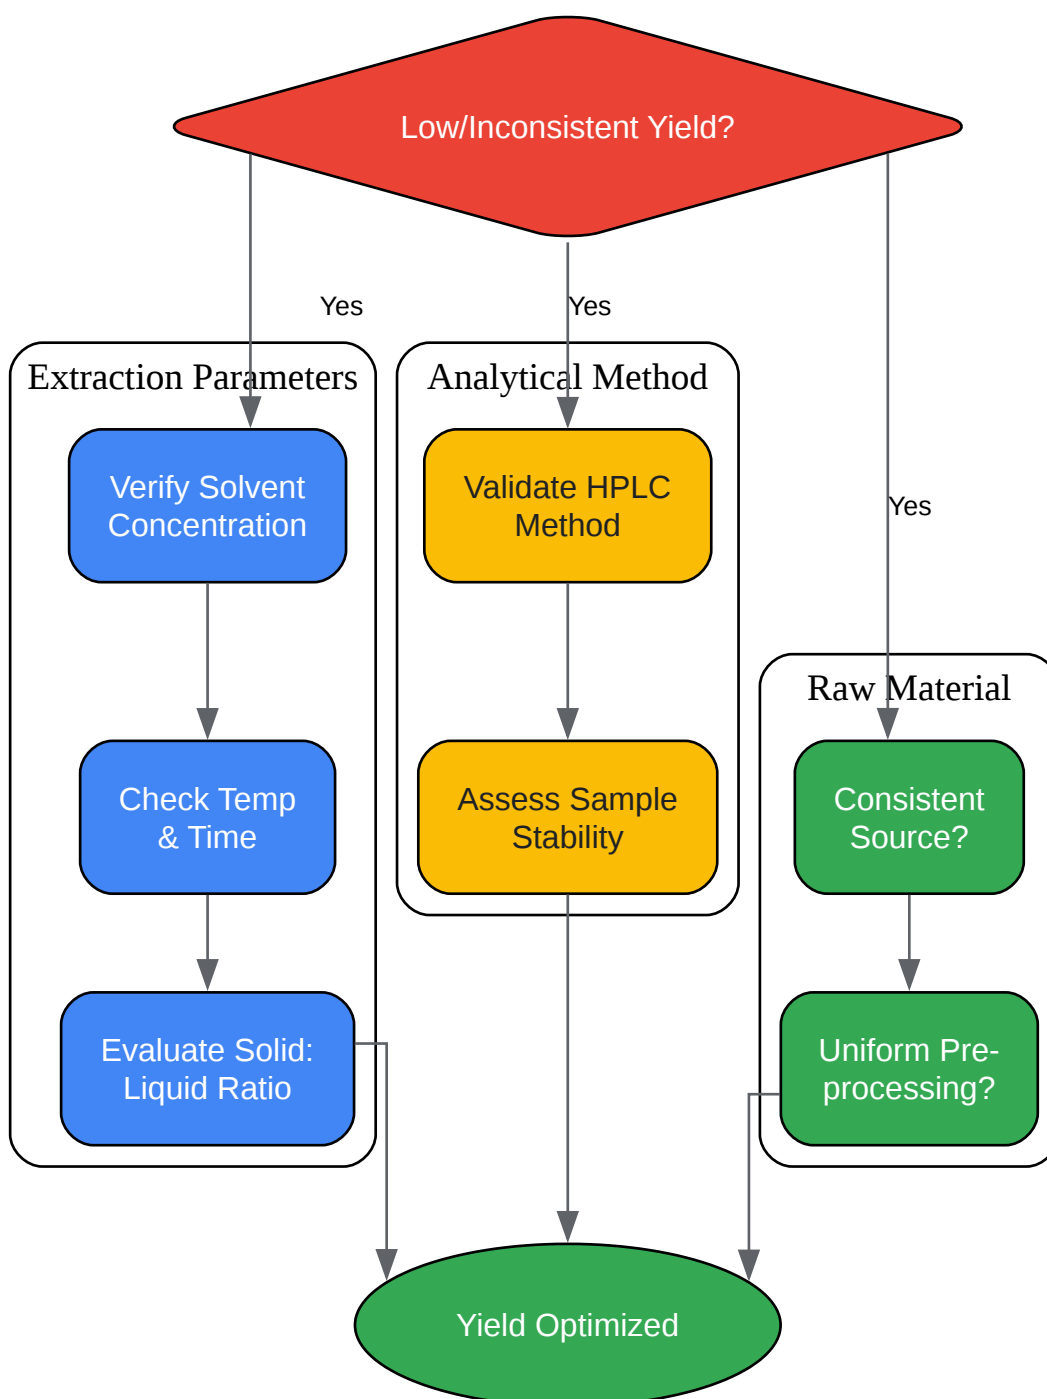 Low/Inconsistent Yield?
Yes
Yes
Extraction Parameters
Analytical Method
Verify Solvent
Concentration
Validate HPLC
Method
Yes
Raw Material
Check Temp
& Time
Assess Sample
Stability
Consistent
Source?
Evaluate Solid:
Liquid Ratio
Uniform Pre-
processing?
Yield Optimized